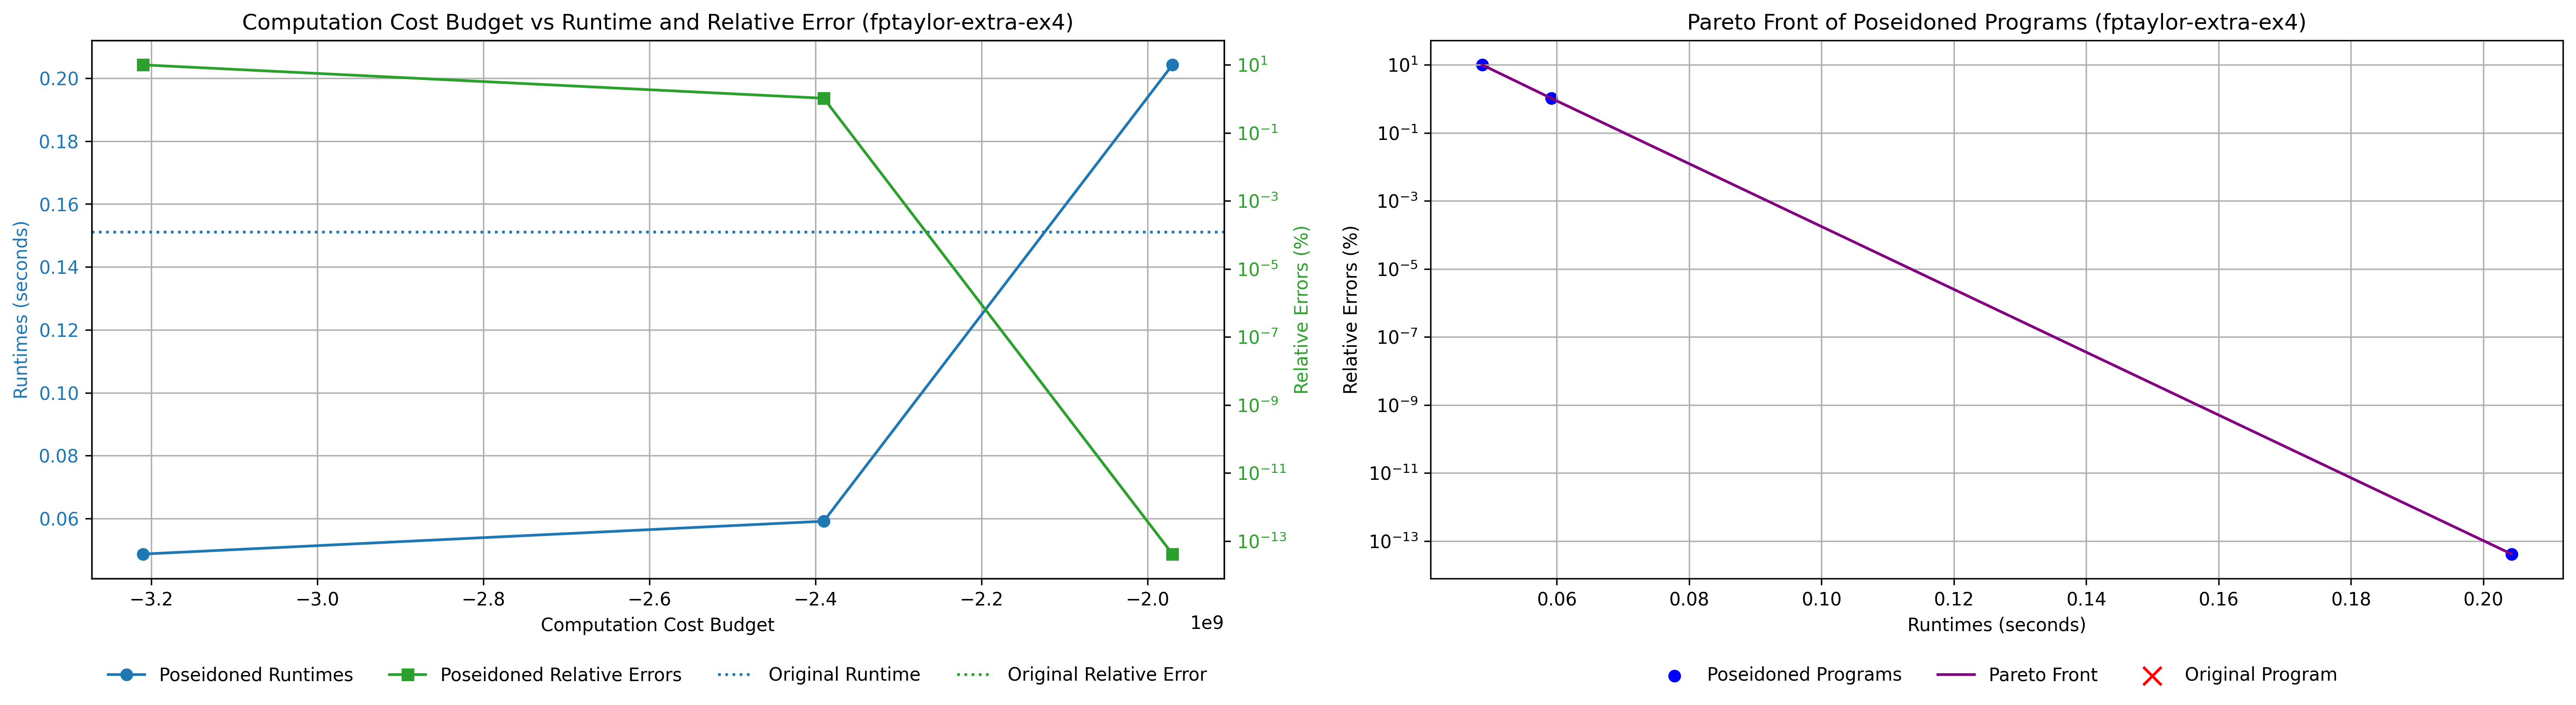 Computation Cost Budget vs Runtime and Relative Error (fptaylor-extra-ex4)
Runtimes (seconds)
0.20
0.18
0.16
0.14
0.12
0.10
0.08
0.06
10¹
10⁻¹
10⁻³
10⁻⁵
10⁻⁷
10⁻⁹
10⁻¹¹
10⁻¹³
Relative Errors (%)
−3.2 −3.0 −2.8 −2.6 −2.4 −2.2 −2.0
1e9
Computation Cost Budget
Poseidoned Runtimes Poseidoned Relative Errors Original Runtime Original Relative Error
Pareto Front of Poseidoned Programs (fptaylor-extra-ex4)
Relative Errors (%)
10¹
10⁻¹
10⁻³
10⁻⁵
10⁻⁷
10⁻⁹
10⁻¹¹
10⁻¹³
0.06 0.08 0.10 0.12 0.14 0.16 0.18 0.20
Runtimes (seconds)
Poseidoned Programs Pareto Front Original Program